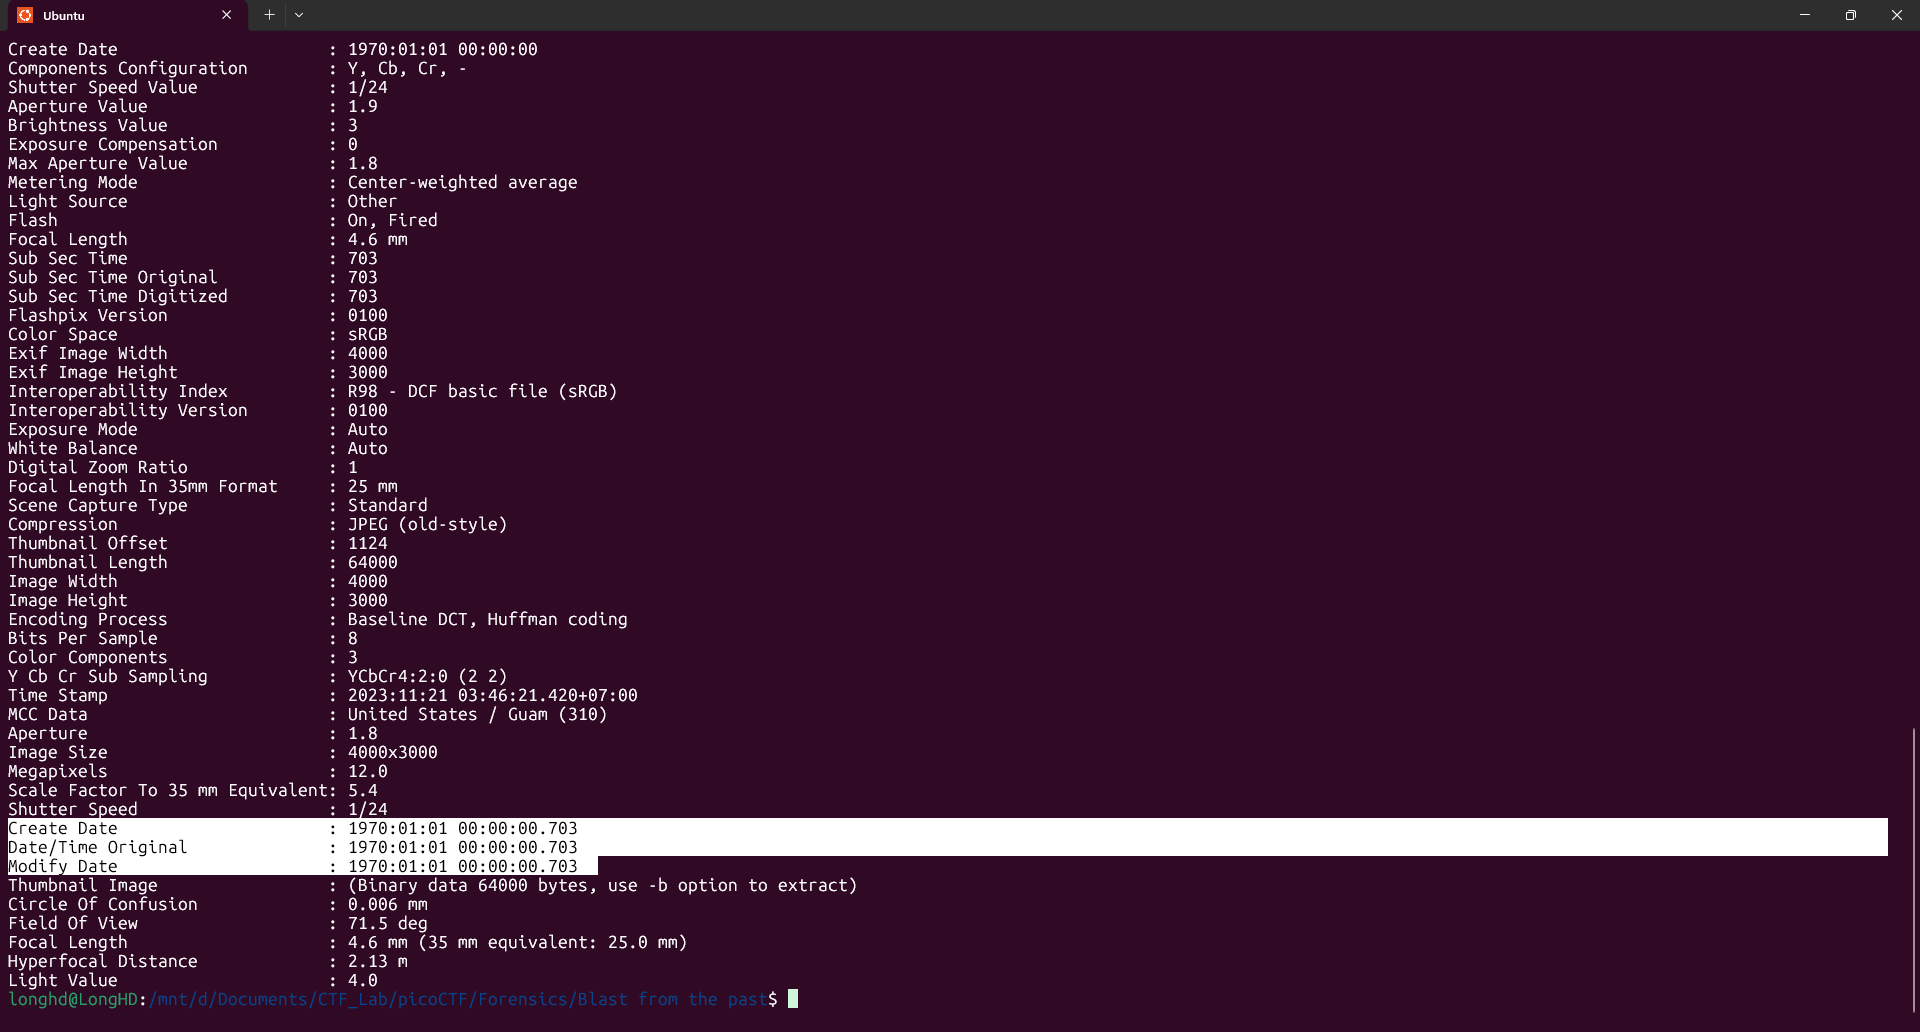 Ubuntu
Create Date : 1970:01:01 00:00:00
Components Configuration : Y, Cb, Cr, -
Shutter Speed Value : 1/24
Aperture Value : 1.9
Brightness Value : 3
Exposure Compensation : 0
Max Aperture Value : 1.8
Metering Mode : Center-weighted average
Light Source : Other
Flash : On, Fired
Focal Length : 4.6 mm
Sub Sec Time : 703
Sub Sec Time Original : 703
Sub Sec Time Digitized : 703
Flashpix Version : 0100
Color Space : sRGB
Exif Image Width : 4000
Exif Image Height : 3000
Interoperability Index : R98 - DCF basic file (sRGB)
Interoperability Version : 0100
Exposure Mode : Auto
White Balance : Auto
Digital Zoom Ratio : 1
Focal Length In 35mm Format : 25 mm
Scene Capture Type : Standard
Compression : JPEG (old-style)
Thumbnail Offset : 1124
Thumbnail Length : 64000
Image Width : 4000
Image Height : 3000
Encoding Process : Baseline DCT, Huffman coding
Bits Per Sample : 8
Color Components : 3
Y Cb Cr Sub Sampling : YCbCr4:2:0 (2 2)
Time Stamp : 2023:11:21 03:46:21.420+07:00
MCC Data : United States / Guam (310)
Aperture : 1.8
Image Size : 4000x3000
Megapixels : 12.0
Scale Factor To 35 mm Equivalent: 5.4
Shutter Speed : 1/24
Create Date : 1970:01:01 00:00:00.703
Date/Time Original : 1970:01:01 00:00:00.703
Modify Date : 1970:01:01 00:00:00.703
Thumbnail Image : (Binary data 64000 bytes, use -b option to extract)
Circle Of Confusion : 0.006 mm
Field Of View : 71.5 deg
Focal Length : 4.6 mm (35 mm equivalent: 25.0 mm)
Hyperfocal Distance : 2.13 m
Light Value : 4.0
longhd@LongHD:/mnt/d/Documents/CTF_Lab/picoCTF/Forensics/Blast from the past$